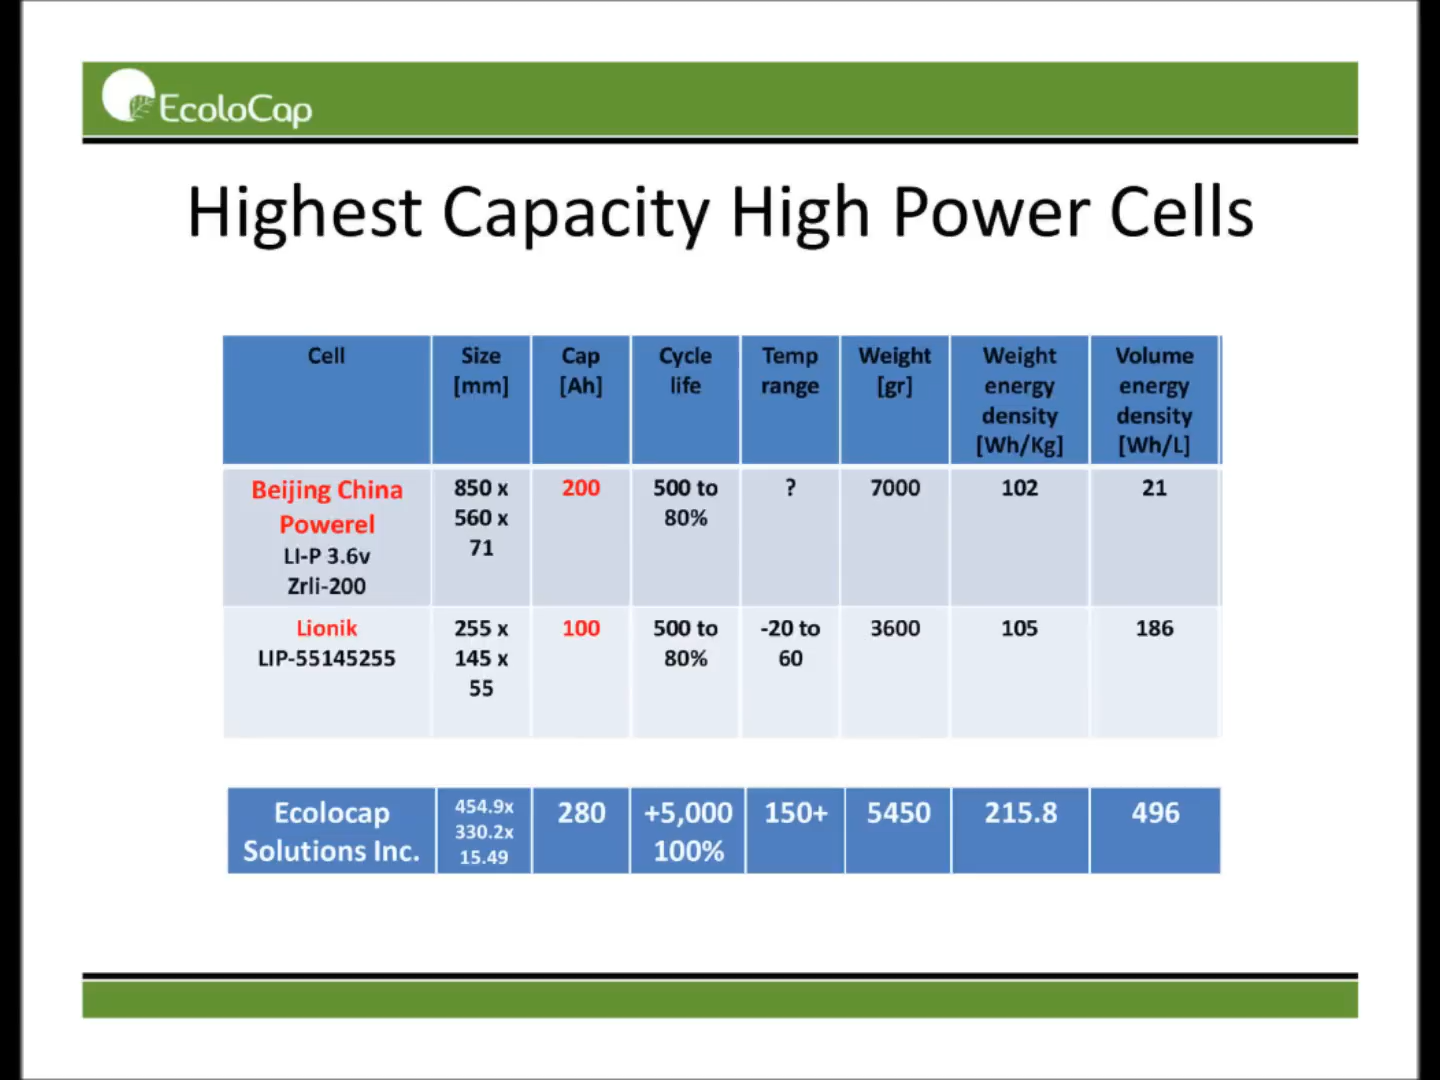 EcoloCap
Highest Capacity High Power Cells
Cell
Size
[mm]
Cap
[Ah]
Cycle
life
Temp
range
Weight
[gr]
Weight
energy
density
[Wh/Kg]
Volume
energy
density
[Wh/L]
Beijing China
Powerel
LI-P 3.6v
Zrli-200
850 x
560 x
71
200
500 to
80%
?
7000
102
21
Lionik
LIP-55145255
255 x
145 x
55
100
500 to
80%
-20 to
60
3600
105
186
Ecolocap
Solutions Inc.
454.9x
330.2x
15.49
280
+5,000
100%
150+
5450
215.8
496